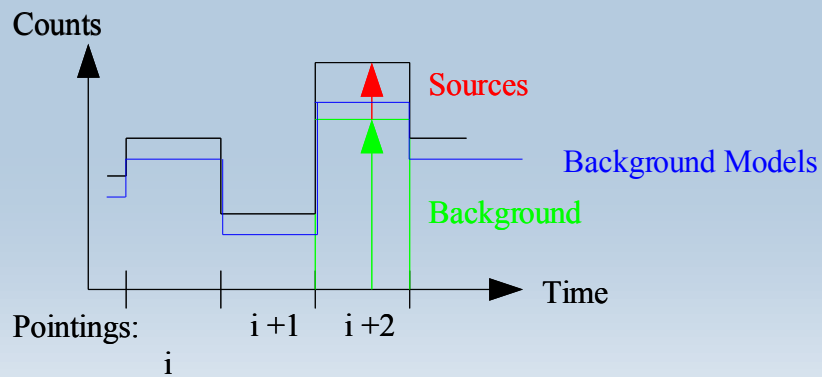 Counts
Sources
Background Models
Background
Time
Pointings:
i
i +1
i +2